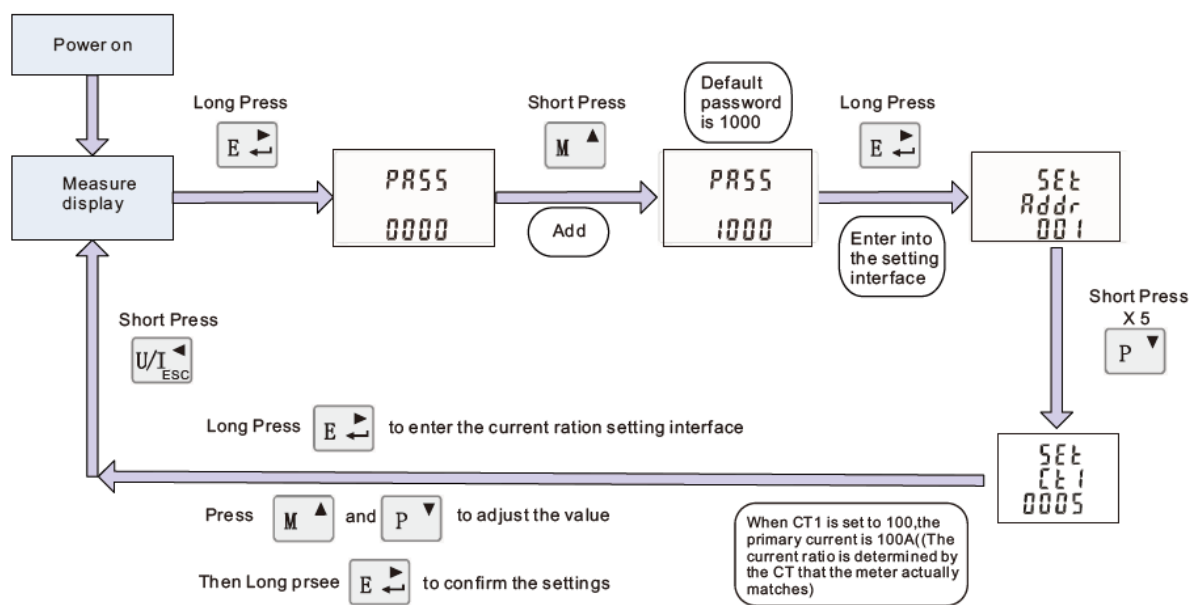 Power on
Long Press
E
Measure
display
PASS
0000
Short Press
M
Add
Default
password
is 1000
PASS
1000
Long Press
E
Enter into
the setting
interface
SEt
Addr
001
Short Press
X 5
P
SEt
Ct1
0005
Short Press
U/I
ESC
Long Press E to enter the current ration setting interface
Press M and P to adjust the value
Then Long prsee E to confirm the settings
When CT1 is set to 100,the
primary current is 100A((The
current ratio is determined by
the CT that the meter actually
matches)